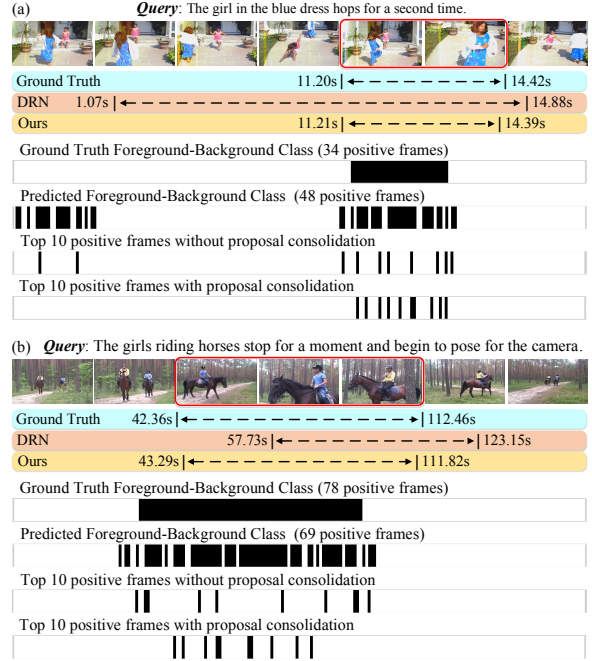 (a) Query: The girl in the blue dress hops for a second time.
Ground Truth 11.20s 14.42s
DRN 1.07s 14.88s
Ours 11.21s 14.39s
Ground Truth Foreground-Background Class (34 positive frames)
Predicted Foreground-Background Class (48 positive frames)
Top 10 positive frames without proposal consolidation
Top 10 positive frames with proposal consolidation
(b) Query: The girls riding horses stop for a moment and begin to pose for the camera.
Ground Truth 42.36s 112.46s
DRN 57.73s 123.15s
Ours 43.29s 111.82s
Ground Truth Foreground-Background Class (78 positive frames)
Predicted Foreground-Background Class (69 positive frames)
Top 10 positive frames without proposal consolidation
Top 10 positive frames with proposal consolidation